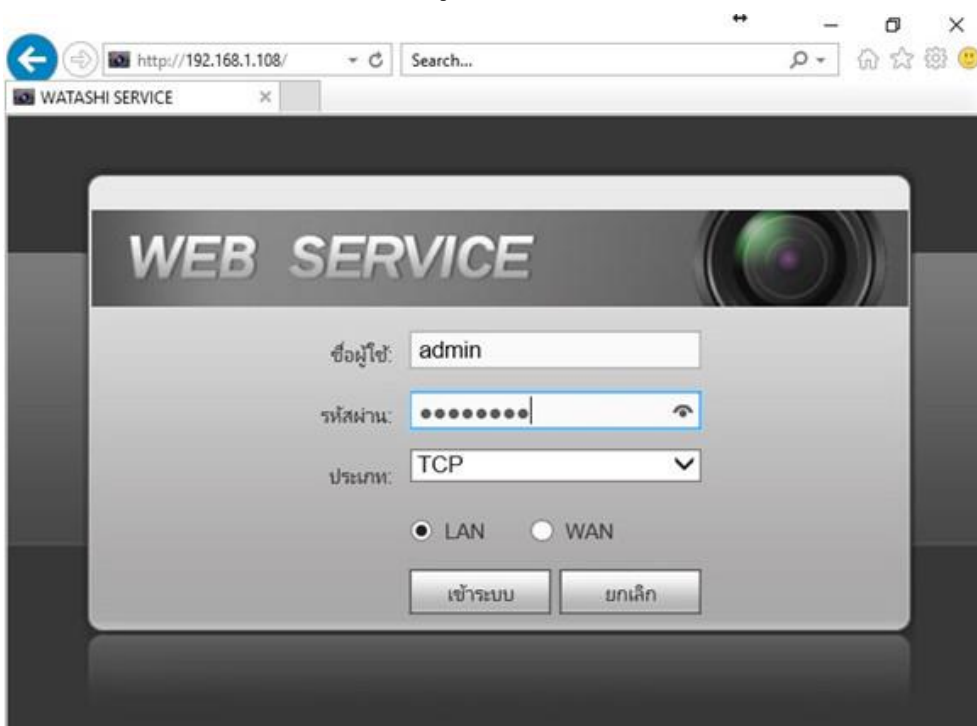 http://192.168.1.108/ Search...
WATASHI SERVICE
WEB SERVICE
ชื่อผู้ใช้: admin
รหัสผ่าน: ••••••••
ประเภท: TCP
LAN WAN
เข้าระบบ ยกเลิก